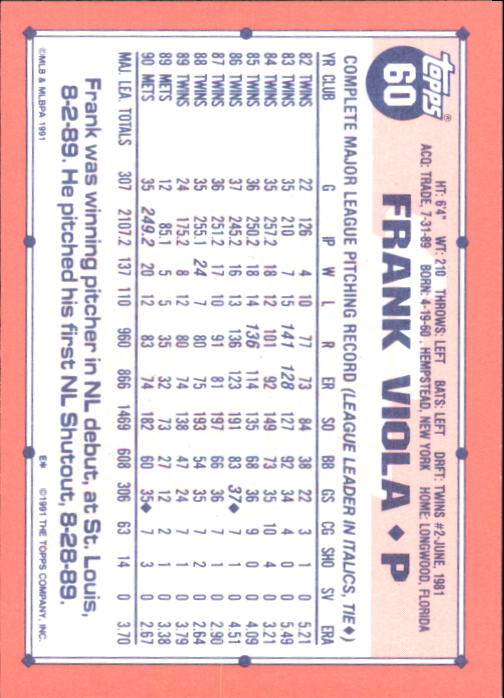 topps®
60
HT: 6'4" WT: 210 THROWS: LEFT BATS: LEFT DRFT: TWINS #2-JUNE, 1981
ACQ: TRADE, 7-31-89 BORN: 4-19-60, HEMPSTEAD, NEW YORK HOME: LONGWOOD, FLORIDA
FRANK VIOLA ◆ P
COMPLETE MAJOR LEAGUE PITCHING RECORD (LEAGUE LEADER IN ITALICS, TIE◆)
YR CLUB G IP W L R ER SO BB GS CG SHO SV ERA
82 TWINS 22 126 4 10 77 73 84 38 22 3 1 0 5.21
83 TWINS 35 210 7 15 141 128 127 92 34 4 0 0 5.49
84 TWINS 35 257.2 18 12 101 92 149 73 35 10 4 0 3.21
85 TWINS 36 250.2 18 14 136 114 135 68 36 9 0 0 4.09
86 TWINS 37 245.2 16 13 136 123 191 83 37◆ 7 1 0 4.51
87 TWINS 36 251.2 17 10 91 81 197 66 36 7 1 0 2.90
88 TWINS 35 255.1 24 7 80 75 193 54 35 7 2 0 2.64
89 TWINS 24 175.2 8 12 80 74 138 47 24 7 1 0 3.79
89 METS 12 85.1 5 5 35 32 73 27 12 2 1 0 3.38
90 METS 35 249.2 20 12 83 74 182 60 35◆ 7 3 0 2.67
MAJ. LEA. TOTALS 307 2107.2 137 110 960 866 1469 608 306 63 14 0 3.70
Frank was winning pitcher in NL debut, at St. Louis,
8-2-89. He pitched his first NL Shutout, 8-28-89.
©MLB & MLBPA 1991 E* ©1991 THE TOPPS COMPANY, INC.